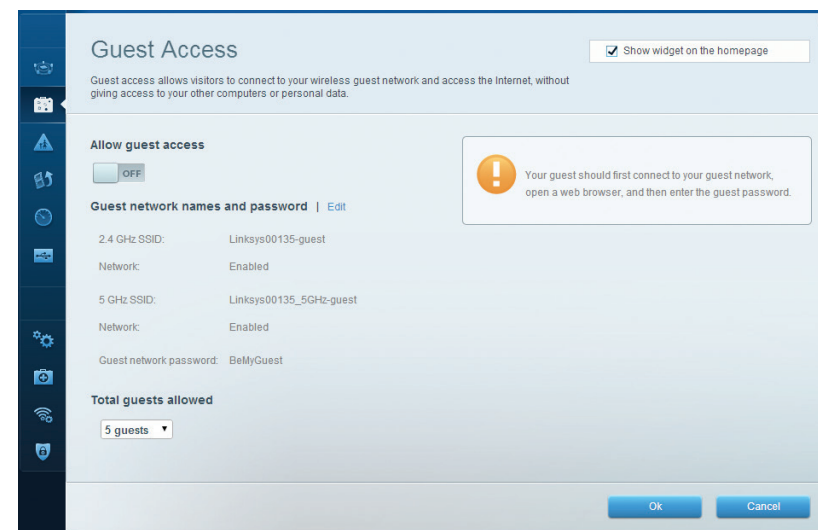 Guest Access
Show widget on the homepage
Guest access allows visitors to connect to your wireless guest network and access the Internet, without
giving access to your other computers or personal data.
Allow guest access
OFF
Your guest should first connect to your guest network,
open a web browser, and then enter the guest password.
Guest network names and password | Edit
2.4 GHz SSID: Linksys00135-guest
Network: Enabled
5 GHz SSID: Linksys00135_5GHz-guest
Network: Enabled
Guest network password: BeMyGuest
Total guests allowed
5 guests
Ok Cancel